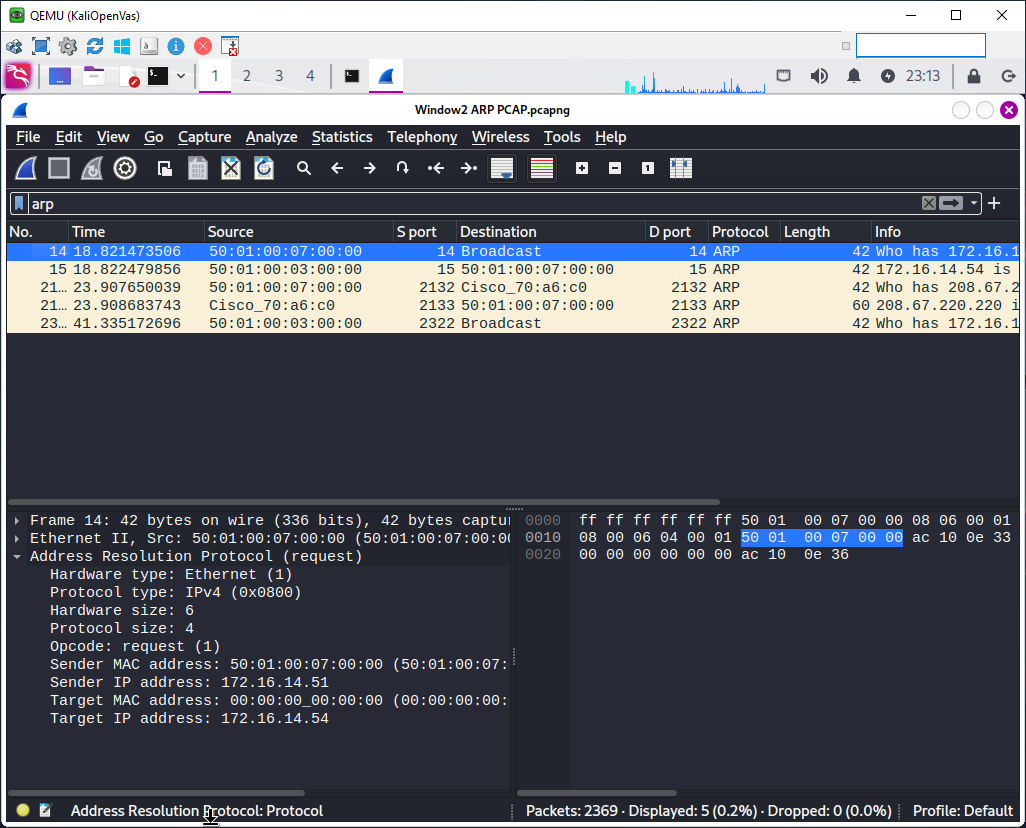 QEMU (KaliOpenVas)
1 2 3 4 23:13
Window2 ARP PCAP.pcapng
File Edit View Go Capture Analyze Statistics Telephony Wireless Tools Help
arp
No. Time Source S port Destination D port Protocol Length Info
14 18.821473506 50:01:00:07:00:00 14 Broadcast 14 ARP 42 Who has 172.16.1
15 18.822479856 50:01:00:03:00:00 15 50:01:00:07:00:00 15 ARP 42 172.16.14.54 is
21… 23.907650039 50:01:00:07:00:00 2132 Cisco_70:a6:c0 2132 ARP 42 Who has 208.67.2
21… 23.908683743 Cisco_70:a6:c0 2133 50:01:00:07:00:00 2133 ARP 60 208.67.220.220 i
23… 41.335172696 50:01:00:03:00:00 2322 Broadcast 2322 ARP 42 Who has 172.16.1
Frame 14: 42 bytes on wire (336 bits), 42 bytes captu
Ethernet II, Src: 50:01:00:07:00:00 (50:01:00:07:00:0
Address Resolution Protocol (request)
Hardware type: Ethernet (1)
Protocol type: IPv4 (0x0800)
Hardware size: 6
Protocol size: 4
Opcode: request (1)
Sender MAC address: 50:01:00:07:00:00 (50:01:00:07:
Sender IP address: 172.16.14.51
Target MAC address: 00:00:00_00:00:00 (00:00:00:00:
Target IP address: 172.16.14.54
0000 ff ff ff ff ff ff 50 01 00 07 00 00 08 06 00 01
0010 08 00 06 04 00 01 50 01 00 07 00 00 ac 10 0e 33
0020 00 00 00 00 00 00 ac 10 0e 36
Address Resolution Protocol: Protocol
Packets: 2369 · Displayed: 5 (0.2%) · Dropped: 0 (0.0%)
Profile: Default